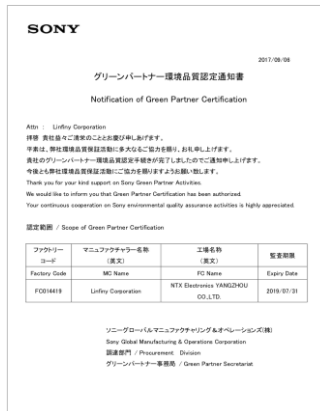 SONY
2017/06/06
グリーンパートナー環境品質認定通知書
Notification of Green Partner Certification
Attn : Linfiny Corporation
拝啓 貴社益々ご清栄のこととお慶び申しあげます。
平素は、弊社環境品質保証活動に多大なるご協力を賜り、お礼申し上げます。
貴社のグリーンパートナー環境品質認定手続きが完了しましたのでご通知申し上げます。
今後とも弊社環境品質保証活動にご協力を賜りますようお願い致します。
Thank you for your kind support on Sony Green Partner Activities.
We would like to inform you that Green Partner Certification has been authorized.
Your continuous cooperation on Sony environmental quality assurance activities is highly appreciated.
認定範囲 / Scope of Green Partner Certification
ファクトリーコード マニュファクチャラー名称（英文） 工場名称（英文） 監査期限
Factory Code MC Name FC Name Expiry Date
FC014419 Linfiny Corporation NTX Electronics YANGZHOU CO.,LTD. 2019/07/31
ソニーグローバルマニュファクチャリング＆オペレーションズ(株)
Sony Global Manufacturing & Operations Corporation
調達部門 / Procurement Division
グリーンパートナー事務局 / Green Partner Secretariat